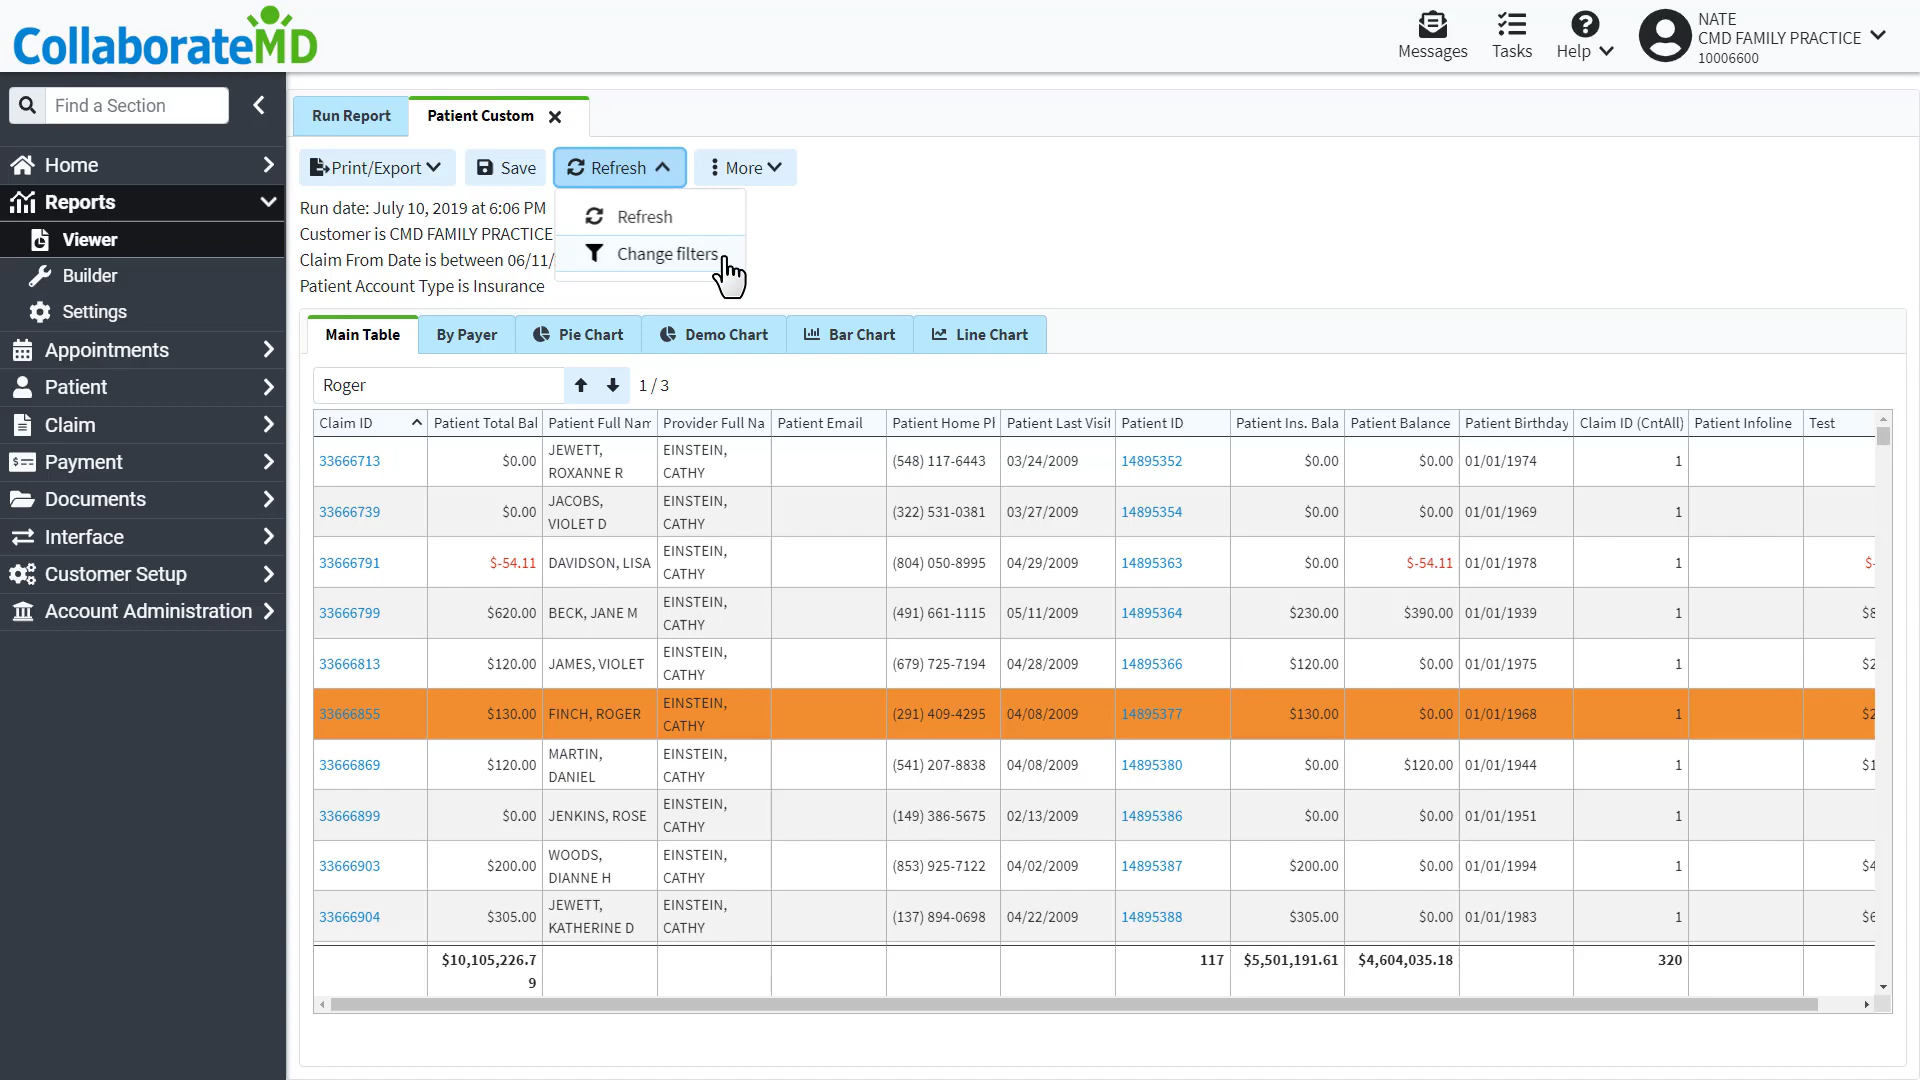 CollaborateMD
Messages
Tasks
Help
NATE
CMD FAMILY PRACTICE
10006600
Find a Section
Home
Reports
Viewer
Builder
Settings
Appointments
Patient
Claim
Payment
Documents
Interface
Customer Setup
Account Administration
Run Report
Patient Custom
Print/Export
Save
Refresh
More
Refresh
Change filters
Run date: July 10, 2019 at 6:06 PM
Customer is CMD FAMILY PRACTICE
Claim From Date is between 06/11/
Patient Account Type is Insurance
Main Table
By Payer
Pie Chart
Demo Chart
Bar Chart
Line Chart
Roger
1 / 3
Claim ID Patient Total Bal Patient Full Nam Provider Full Na Patient Email Patient Home Pl Patient Last Visit Patient ID Patient Ins. Bala Patient Balance Patient Birthday Claim ID (CntAll) Patient Infoline Test
33666713 $0.00 JEWETT, ROXANNE R EINSTEIN, CATHY (548) 117-6443 03/24/2009 14895352 $0.00 $0.00 01/01/1974 1
33666739 $0.00 JACOBS, VIOLET D EINSTEIN, CATHY (322) 531-0381 03/27/2009 14895354 $0.00 $0.00 01/01/1969 1
33666791 $-54.11 DAVIDSON, LISA EINSTEIN, CATHY (804) 050-8995 04/29/2009 14895363 $0.00 $-54.11 01/01/1978 1 $-
33666799 $620.00 BECK, JANE M EINSTEIN, CATHY (491) 661-1115 05/11/2009 14895364 $230.00 $390.00 01/01/1939 1 $8
33666813 $120.00 JAMES, VIOLET EINSTEIN, CATHY (679) 725-7194 04/28/2009 14895366 $120.00 $0.00 01/01/1975 1 $2
33666855 $130.00 FINCH, ROGER EINSTEIN, CATHY (291) 409-4295 04/08/2009 14895377 $130.00 $0.00 01/01/1968 1 $2
33666869 $120.00 MARTIN, DANIEL EINSTEIN, CATHY (541) 207-8838 04/08/2009 14895380 $0.00 $120.00 01/01/1944 1 $1
33666899 $0.00 JENKINS, ROSE EINSTEIN, CATHY (149) 386-5675 02/13/2009 14895386 $0.00 $0.00 01/01/1951 1
33666903 $200.00 WOODS, DIANNE H EINSTEIN, CATHY (853) 925-7122 04/02/2009 14895387 $200.00 $0.00 01/01/1994 1 $4
33666904 $305.00 JEWETT, KATHERINE D EINSTEIN, CATHY (137) 894-0698 04/22/2009 14895388 $305.00 $0.00 01/01/1983 1 $6
$10,105,226.79 117 $5,501,191.61 $4,604,035.18 320